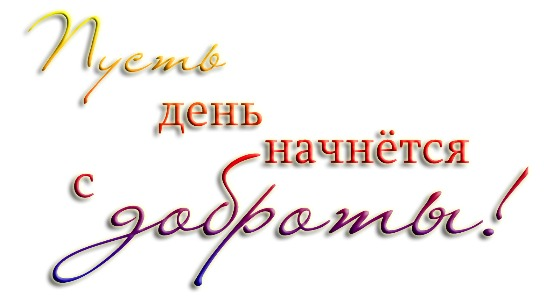 Пусть
день
начнётся
с
доброты!